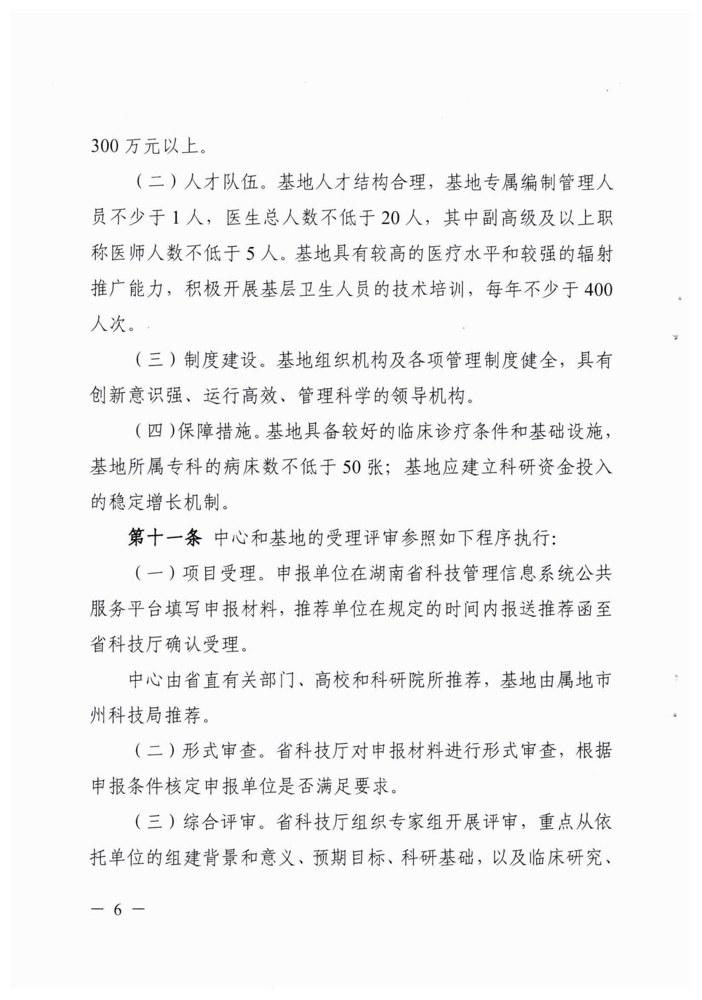 300 万元以上。
（二）人才队伍。基地人才结构合理，基地专属编制管理人
员不少于 1 人，医生总人数不低于 20 人，其中副高级及以上职
称医师人数不低于 5 人。基地具有较高的医疗水平和较强的辐射
推广能力，积极开展基层卫生人员的技术培训，每年不少于 400
人次。
（三）制度建设。基地组织机构及各项管理制度健全，具有
创新意识强、运行高效、管理科学的领导机构。
（四）保障措施。基地具备较好的临床诊疗条件和基础设施，
基地所属专科的病床数不低于 50 张；基地应建立科研资金投入
的稳定增长机制。
第十一条 中心和基地的受理评审参照如下程序执行：
（一）项目受理。申报单位在湖南省科技管理信息系统公共
服务平台填写申报材料，推荐单位在规定的时间内报送推荐函至
省科技厅确认受理。
中心由省直有关部门、高校和科研院所推荐，基地由属地市
州科技局推荐。
（二）形式审查。省科技厅对申报材料进行形式审查，根据
申报条件核定申报单位是否满足要求。
（三）综合评审。省科技厅组织专家组开展评审，重点从依
托单位的组建背景和意义、预期目标、科研基础，以及临床研究、
— 6 —